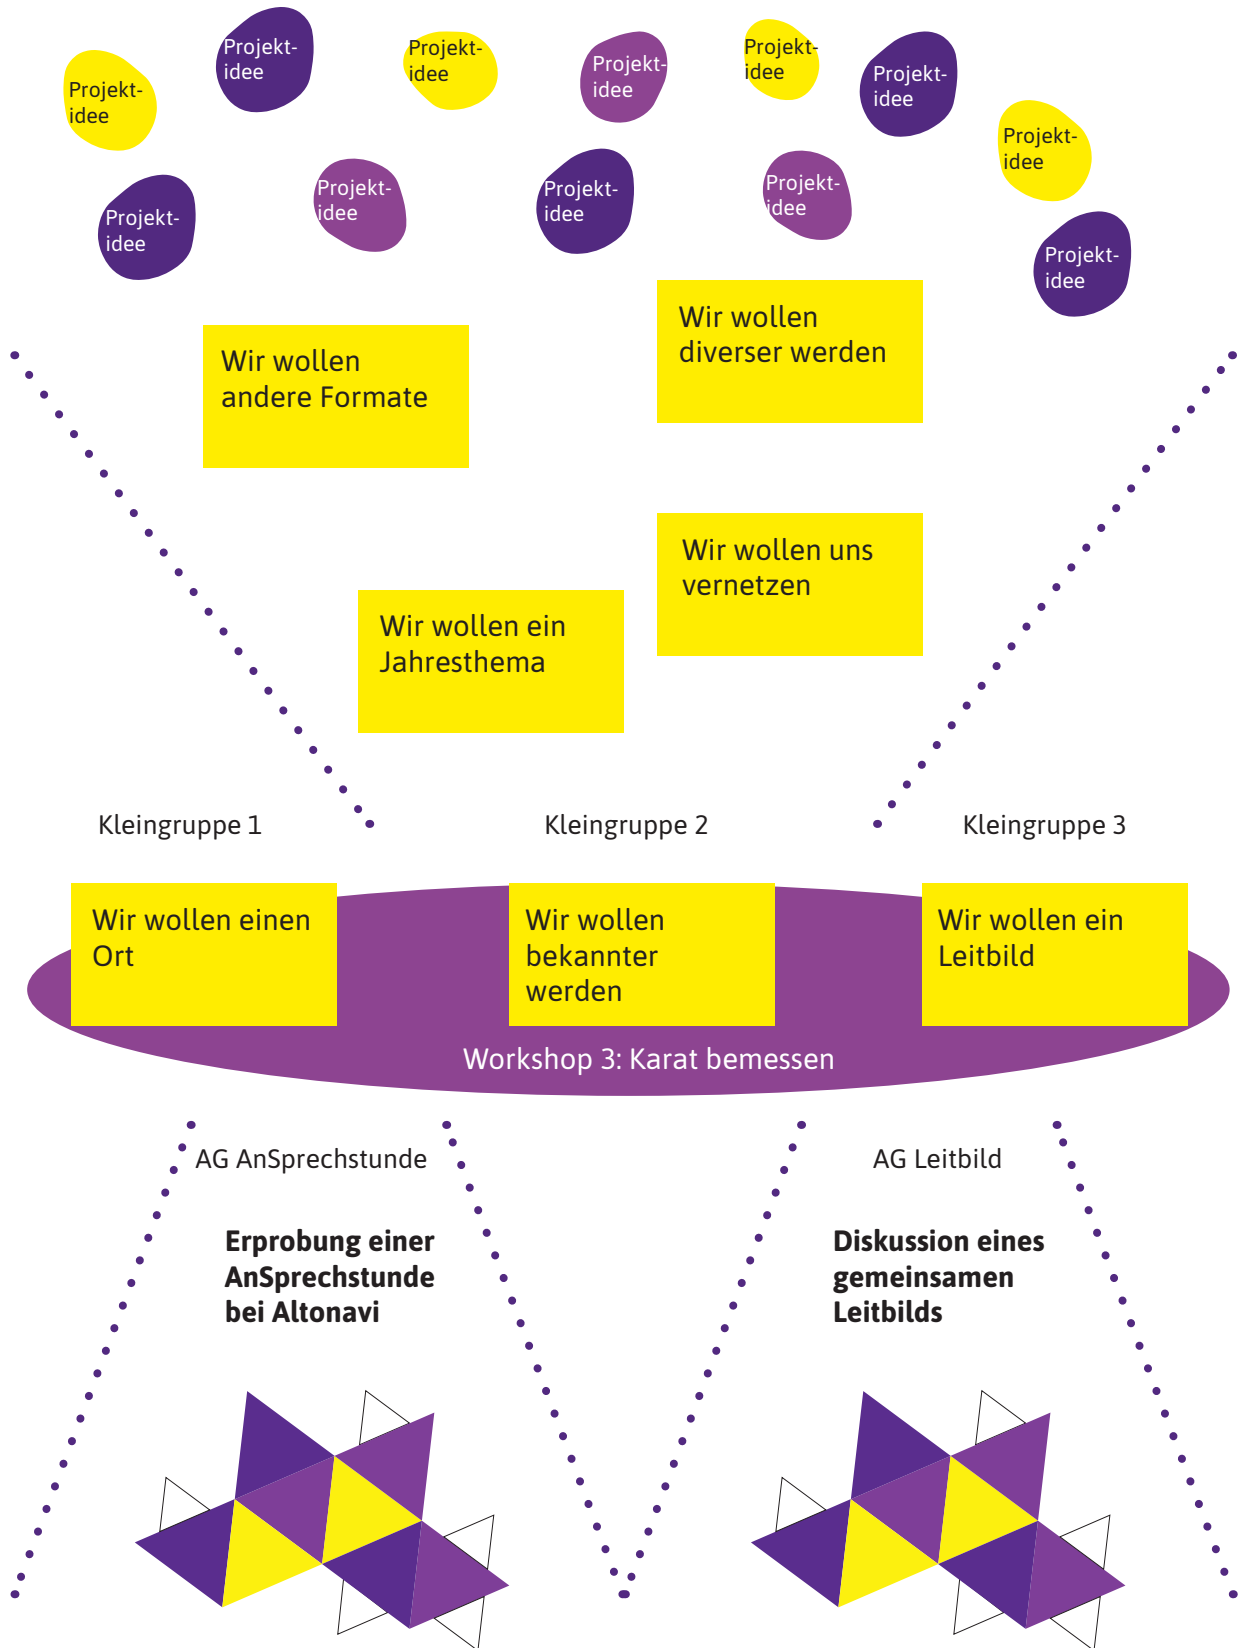 Projekt-
idee
Projekt-
idee
Projekt-
idee
Projekt-
idee
Projekt-
idee
Projekt-
idee
Projekt-
idee
Projekt-
idee
Projekt-
idee
Projekt-
idee
Projekt-
idee
Projekt-
idee
Wir wollen
andere Formate
Wir wollen
diverser werden
Wir wollen uns
vernetzen
Wir wollen ein
Jahresthema
Kleingruppe 1
Kleingruppe 2
Kleingruppe 3
Wir wollen einen
Ort
Wir wollen
bekannter
werden
Wir wollen ein
Leitbild
Workshop 3: Karat bemessen
AG AnSprechstunde
Erprobung einer
AnSprechstunde
bei Altonavi
AG Leitbild
Diskussion eines
gemeinsamen
Leitbilds